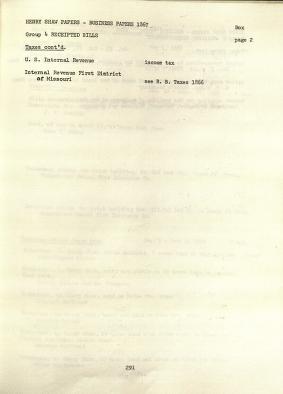 HENRY SHAW PAPERS - BUSINESS PAPERS 1867
Box
Group 4 RECEIPTED BILLS
page 2
Taxes cont'd.
U. S. Internal Revenue income tax
Internal Revenue First District
of Missouri see R. E. Taxes 1866
291